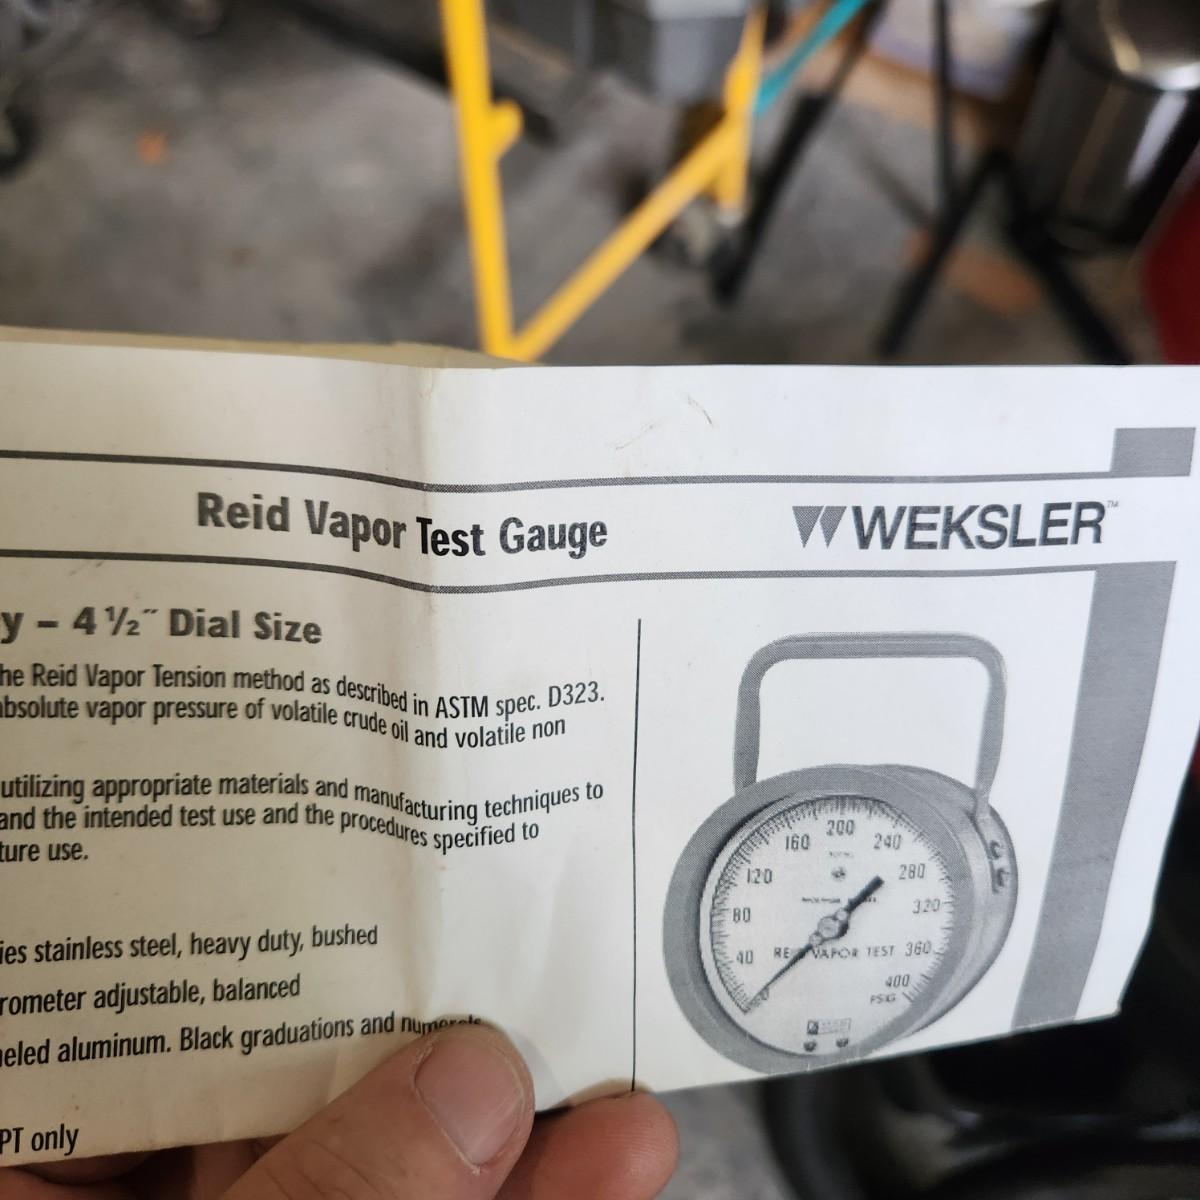 Reid Vapor Test Gauge
WEKSLER™
y – 4 ½″ Dial Size
he Reid Vapor Tension method as described in ASTM spec. D323.
absolute vapor pressure of volatile crude oil and volatile non
utilizing appropriate materials and manufacturing techniques to
and the intended test use and the procedures specified to
ture use.
ies stainless steel, heavy duty, bushed
rometer adjustable, balanced
eled aluminum. Black graduations and numerals
PT only
200
160 240
120 280
80 320
40 VAPOR TEST 360
0 400
PSIG